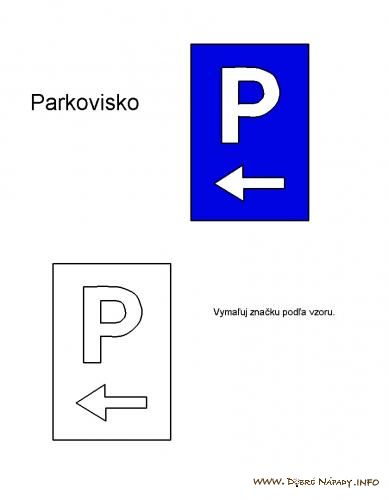 Parkovisko
P
P
Vymaľuj značku podľa vzoru.
www. Dobré Nápady.info